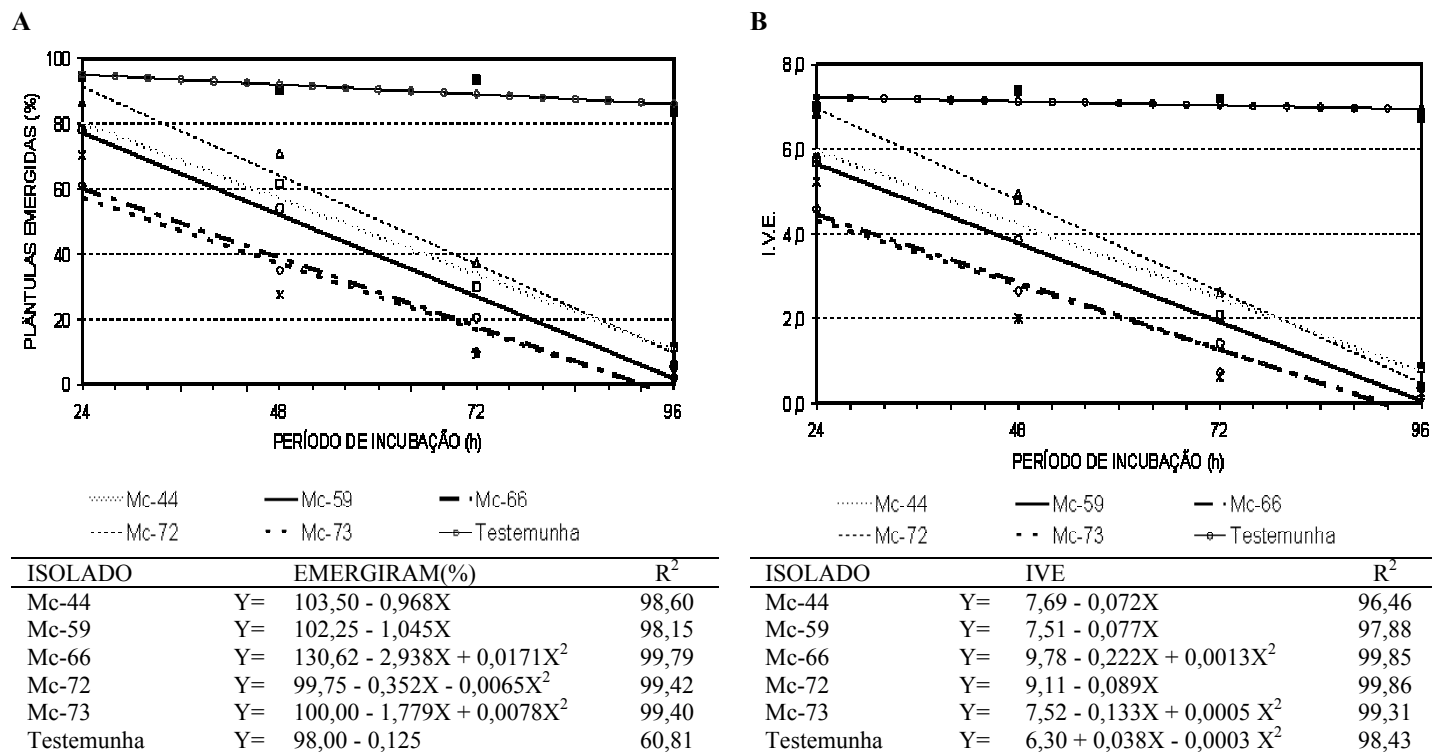 A
PLÄNTULAS EMERGIDAS (%)
100
80
60
40
20
0
24
48
72
96
PERÍODO DE INCUBAÇÃO (h)
Mc-44
Mc-59
Mc-66
Mc-72
Mc-73
Testemunha
ISOLADO EMERGIRAM(%) R²
Mc-44 Y= 103,50 - 0,968X 98,60
Mc-59 Y= 102,25 - 1,045X 98,15
Mc-66 Y= 130,62 - 2,938X + 0,0171X² 99,79
Mc-72 Y= 99,75 - 0,352X - 0,0065X² 99,42
Mc-73 Y= 100,00 - 1,779X + 0,0078X² 99,40
Testemunha Y= 98,00 - 0,125 60,81
B
I.V.E.
8,0
6,0
4,0
2,0
0,0
24
48
72
96
PERÍODO DE INCUBAÇÃO (h)
Mc-44
Mc-59
Mc-66
Mc-72
Mc-73
Testemunha
ISOLADO IVE R²
Mc-44 Y= 7,69 - 0,072X 96,46
Mc-59 Y= 7,51 - 0,077X 97,88
Mc-66 Y= 9,78 - 0,222X + 0,0013X² 99,85
Mc-72 Y= 9,11 - 0,089X 99,86
Mc-73 Y= 7,52 - 0,133X + 0,0005 X² 99,31
Testemunha Y= 6,30 + 0,038X - 0,0003 X² 98,43